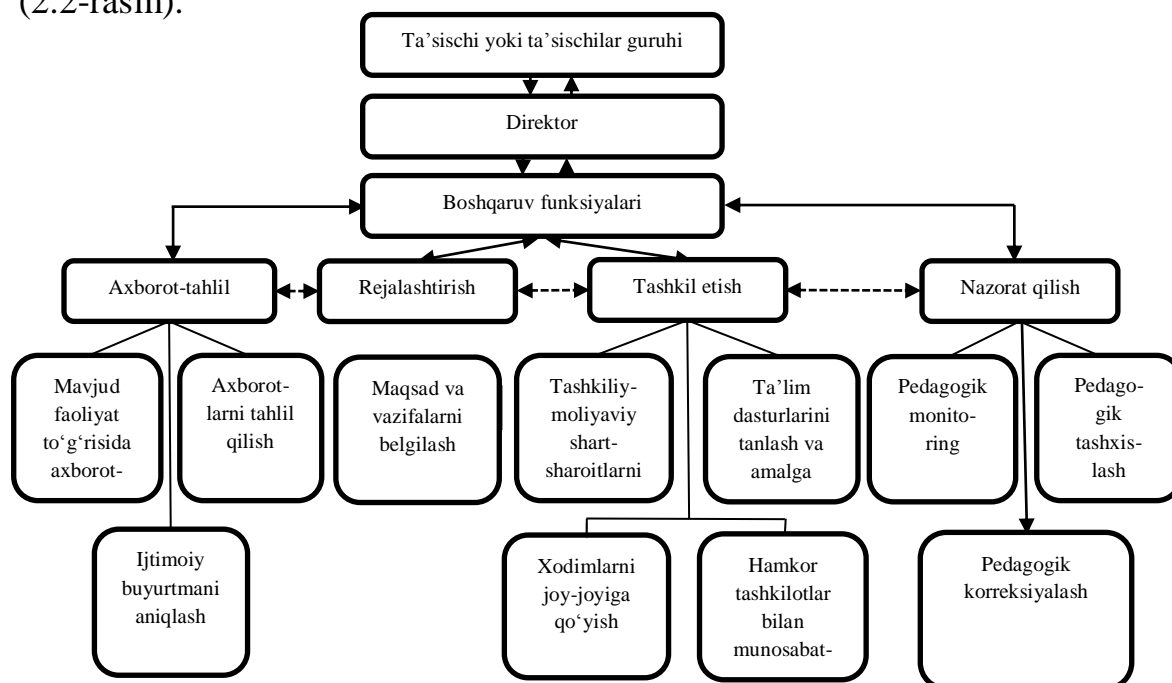 (2.2-rasm).
Ta’sischi yoki ta’sischilar guruhi
Direktor
Boshqaruv funksiyalari
Axborot-tahlil
Rejalashtirish
Tashkil etish
Nazorat qilish
Mavjud
faoliyat
to‘g‘risida
axborot-
Axborot-
larni tahlil
qilish
Maqsad va
vazifalarni
belgilash
Tashkiliy-
moliyaviy
shart-
sharoitlarni
Ta’lim
dasturlarini
tanlash va
amalga
Pedagogik
monito-
ring
Pedago-
gik
tashxis-
lash
Ijtimoiy
buyurtmani
aniqlash
Xodimlarni
joy-joyiga
qo‘yish
Hamkor
tashkilotlar
bilan
munosabat-
Pedagogik
korreksiyalash